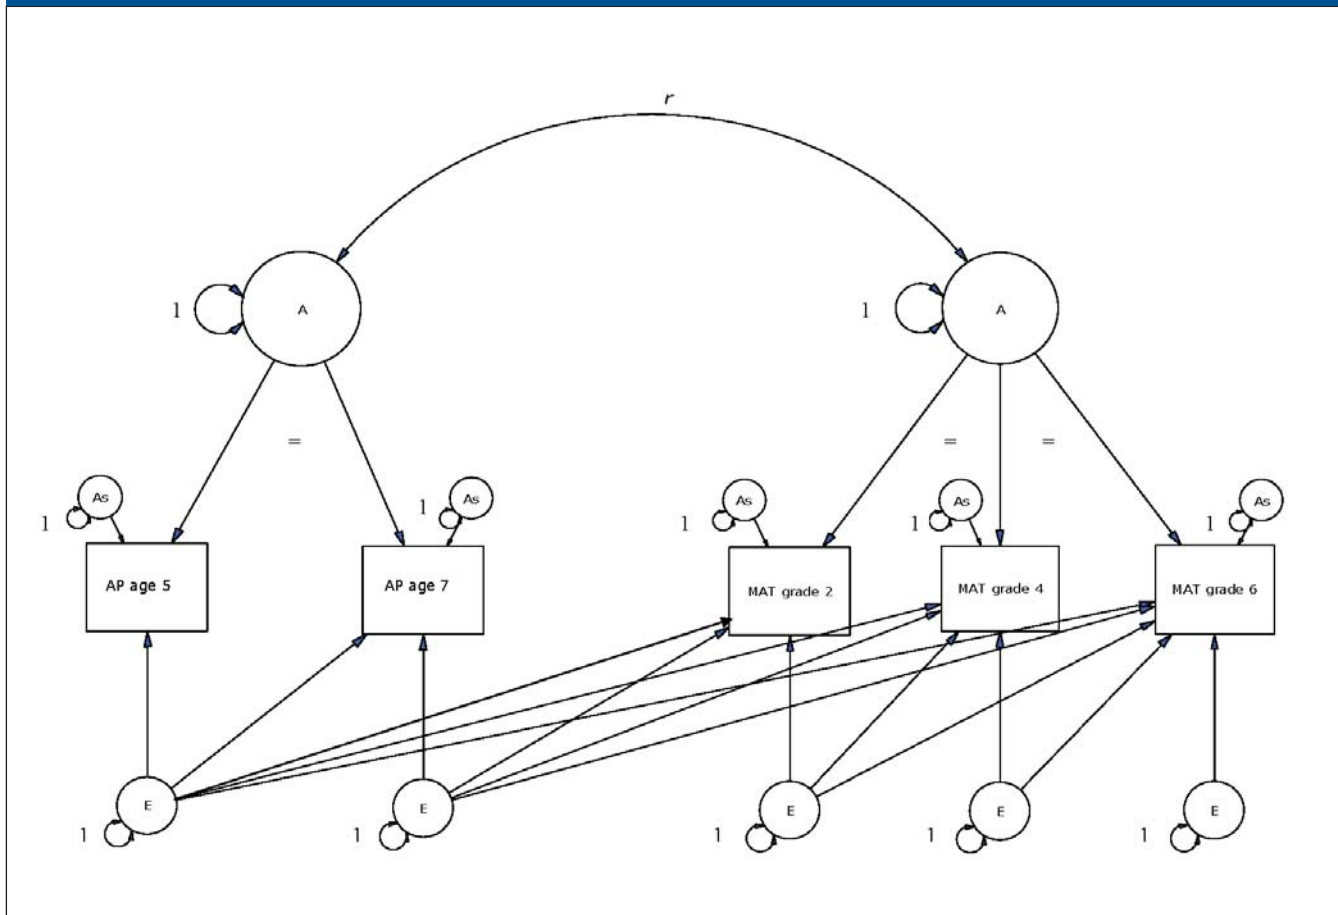 r
1 A 1 A
= = =
As As As As As
1 1 1 1 1
AP age 5 AP age 7 MAT grade 2 MAT grade 4 MAT grade 6
E E E E E
1 1 1 1 1